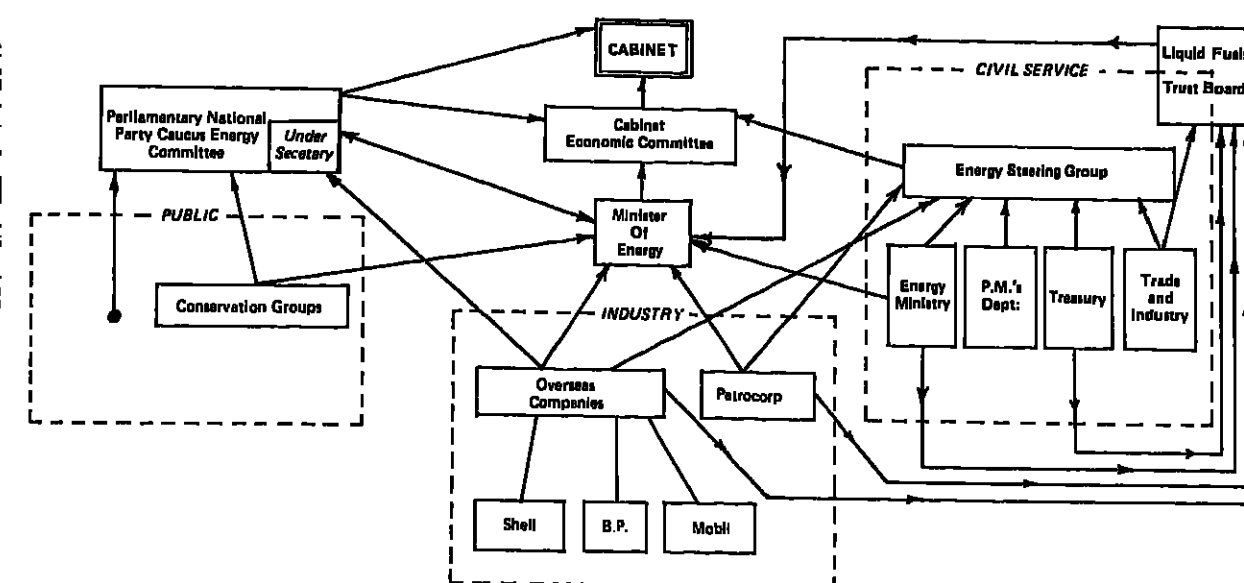 CABINET
Liquid Fuels
Trust Board
CIVIL SERVICE
Parliamentary National
Party Caucus Energy
Committee
Under
Secetary
Cabinet
Economic Committee
Energy Steering Group
PUBLIC
Minister
Of
Energy
Conservation Groups
Energy
Ministry
P.M.'s
Dept:
Treasury
Trade
and
Industry
INDUSTRY
Overseas
Companies
Petrocorp
Shell
B.P.
Mobil